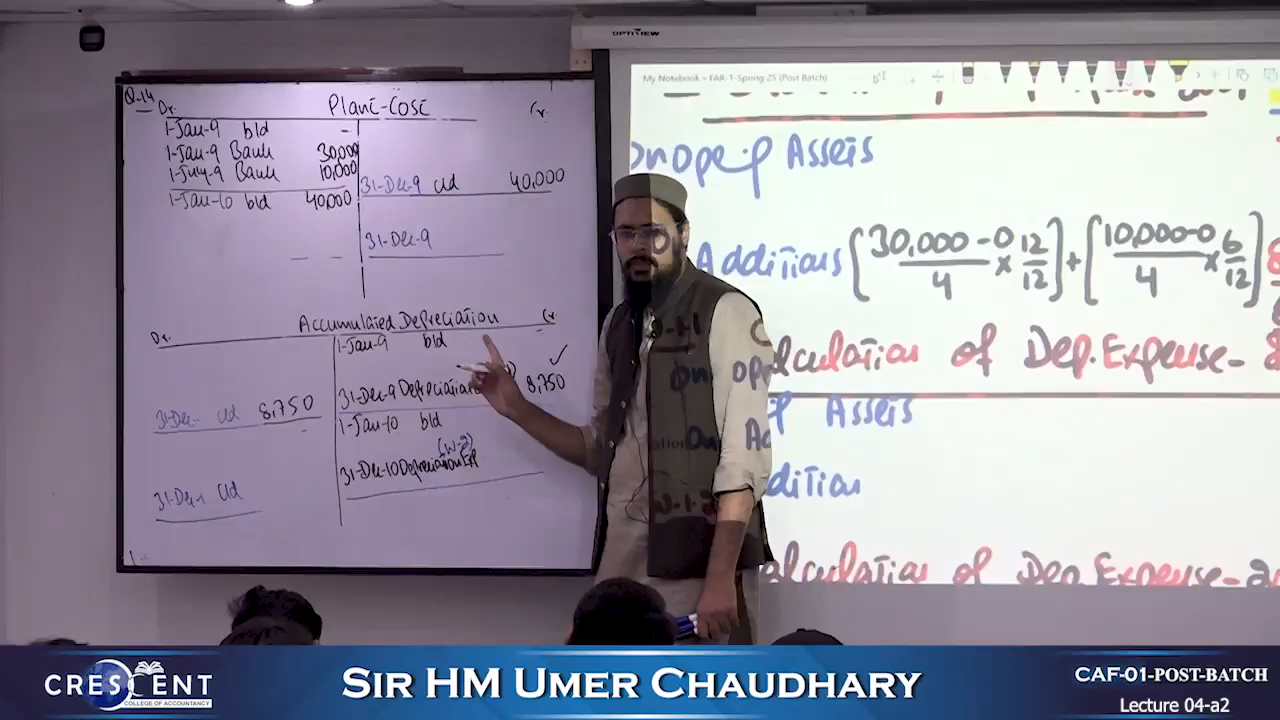 Q-14
Dr. Plant-Cost Cr.
1-Jan-9 bld -
1-Jan-9 Bank 30,000
1-July-9 Bank 10,000
31-Dec-9 cld 40,000
1-Jan-10 bld 40,000
31-Dec-9
Dr. Accumulated Depreciation Cr
1-Jan-9 bld
31-Dec-9 Depreciation 8,750
31-Dec- cld 8,750
1-Jan-10 bld
(W-2)
31-Dec-10 Depreciation Exp
31-Dec-1 cld
OPTIVIEW
My Notebook - FAR-1-Spring 25 (Post Batch)
Assets
Additions [30,000-0/4 × 12/12] + [10,000-0/4 × 6/12]
Calculation of Dep. Expense-
Assets
Calculation of Dep. Expense-
CRESCENT
COLLEGE OF ACCOUNTANCY
SIR HM UMER CHAUDHARY
CAF-01-POST-BATCH
Lecture 04-a2